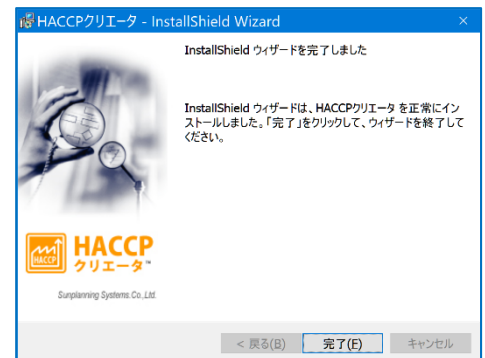 HACCPクリエータ - InstallShield Wizard
InstallShield ウィザードを完了しました
InstallShield ウィザードは、HACCPクリエータ を正常にイン
ストールしました。「完了」をクリックして、ウィザードを終了して
ください。
HACCP
HACCP
クリエータ™
Sunplanning Systems.Co.,Ltd.
< 戻る(B)
完了(F)
キャンセル